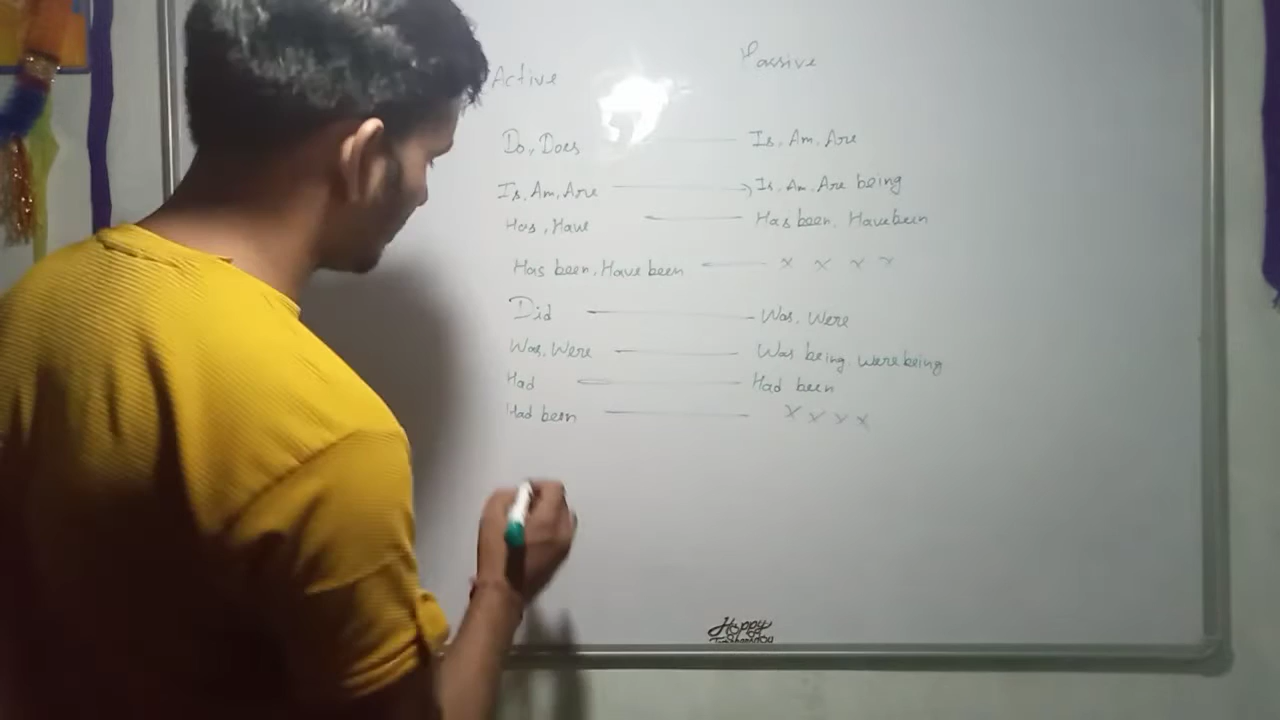 Active Passive
Do, Does Is, Am, Are
Is, Am, Are Is, Am, Are being
Has, Have Has been, Have been
Has been, Have been x x x x
Did Was, Were
Was, Were Was being, Were being
Had Had been
Had been x x x x
Happy